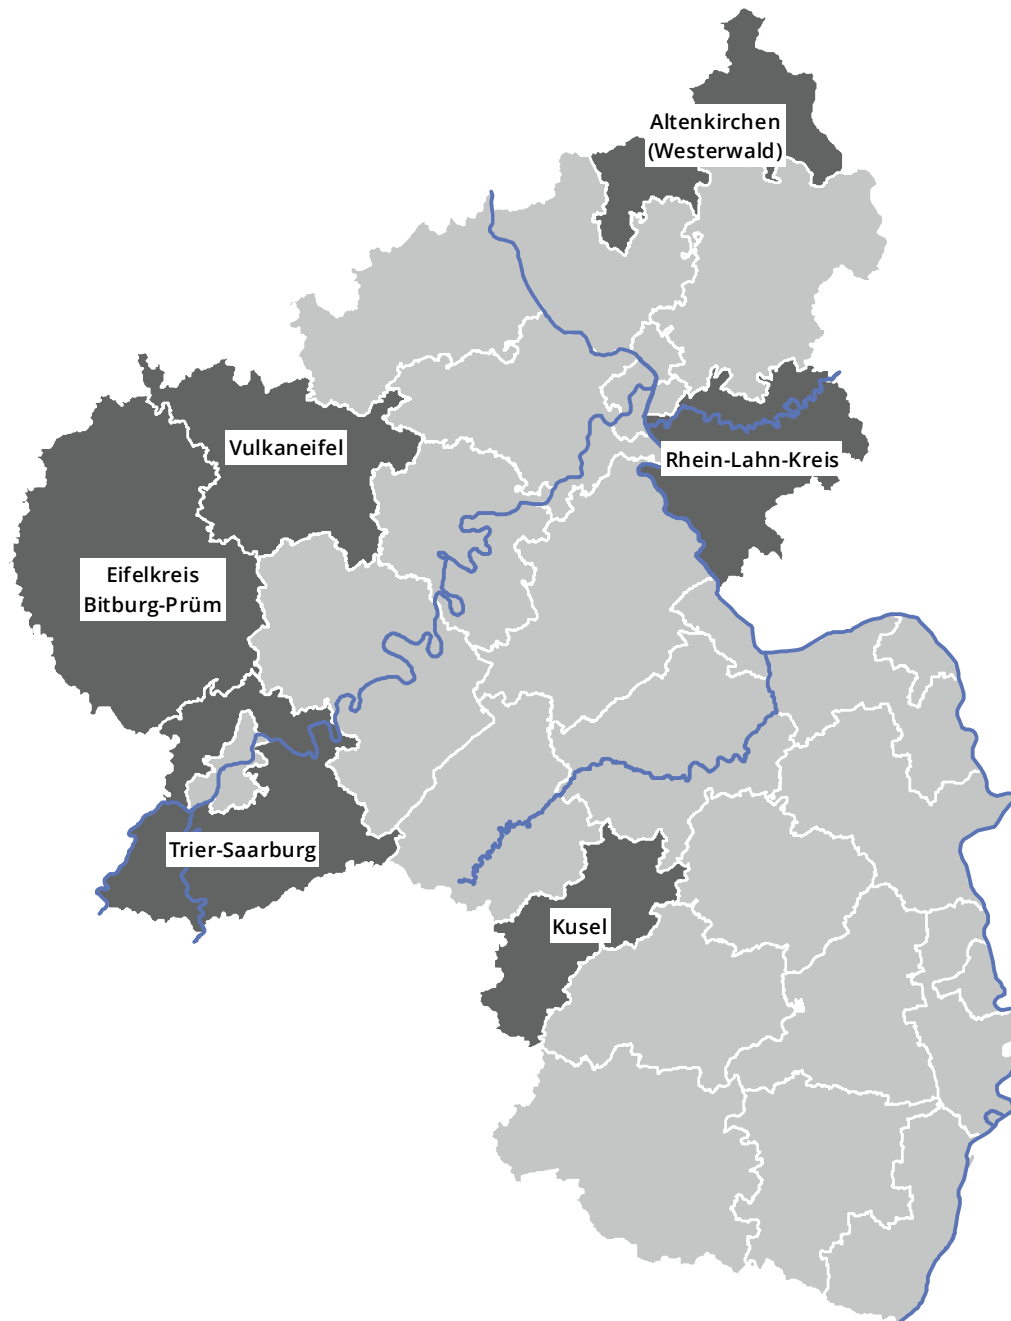 Altenkirchen
(Westerwald)
Vulkaneifel
Rhein-Lahn-Kreis
Eifelkreis
Bitburg-Prüm
Trier-Saarburg
Kusel